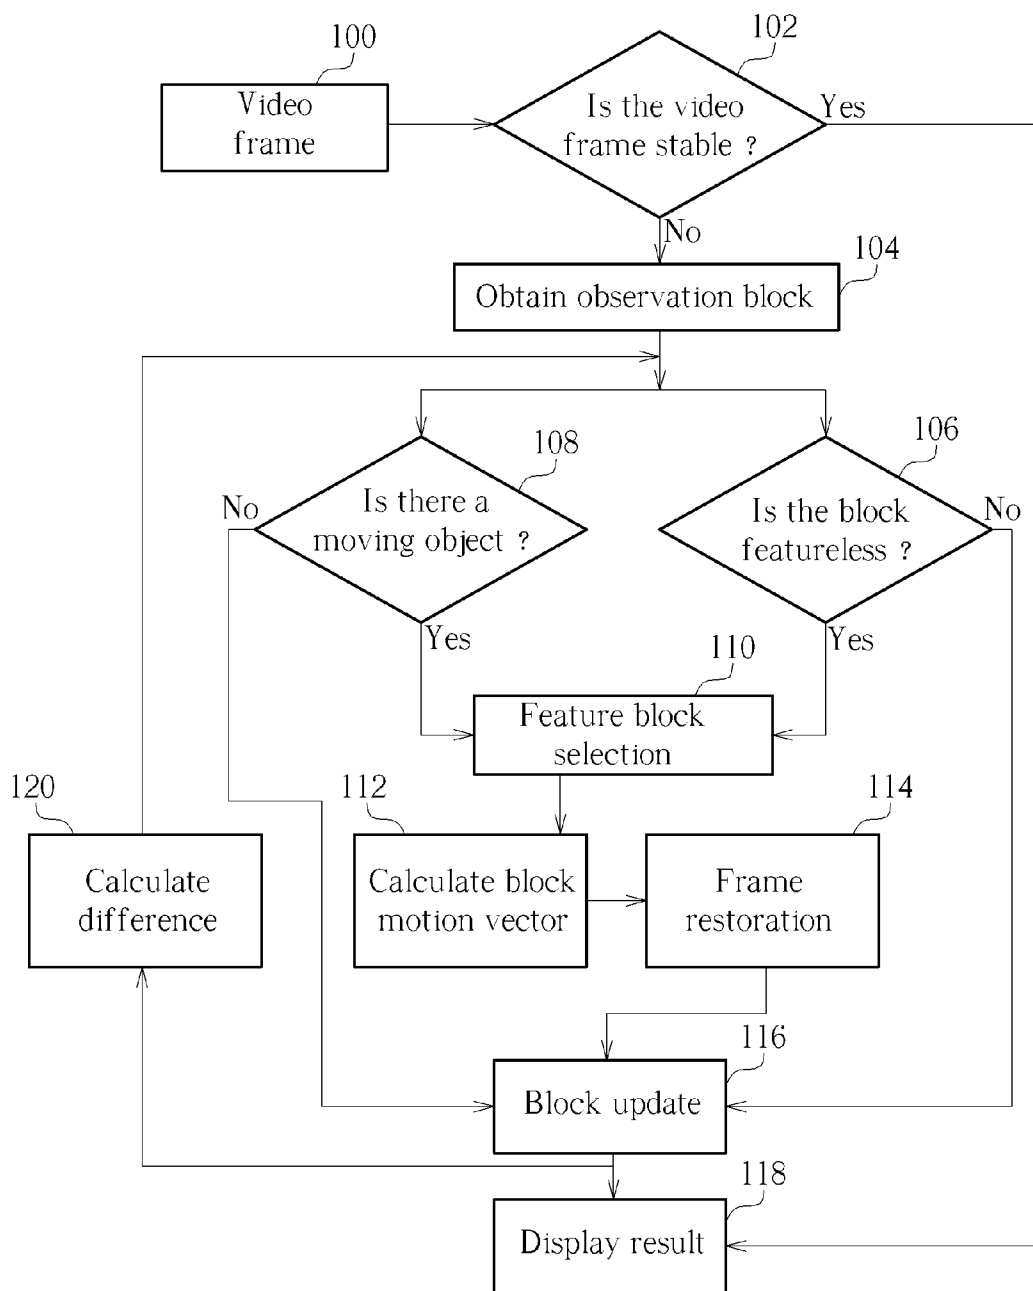 100
102
Video
frame
Is the video
frame stable ?
Yes
No
104
Obtain observation block
108
106
No
Is there a
moving object ?
Is the block
featureless ?
No
Yes
Yes
110
Feature block
selection
120
112
114
Calculate
difference
Calculate block
motion vector
Frame
restoration
116
Block update
118
Display result